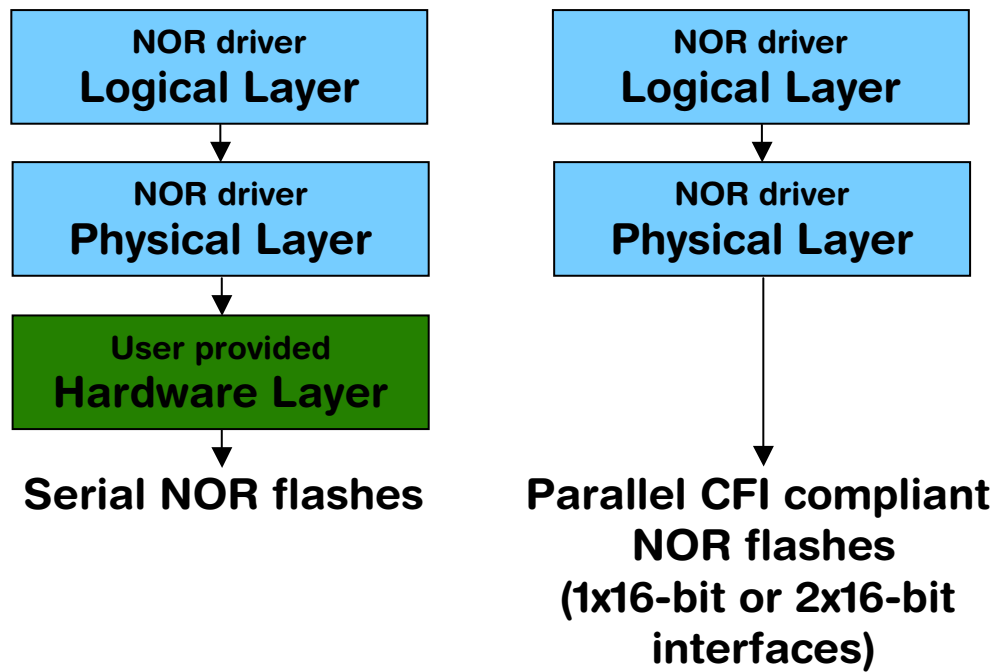 NOR driver
Logical Layer
NOR driver
Physical Layer
User provided
Hardware Layer
Serial NOR flashes
NOR driver
Logical Layer
NOR driver
Physical Layer
Parallel CFI compliant
NOR flashes
(1x16-bit or 2x16-bit
interfaces)